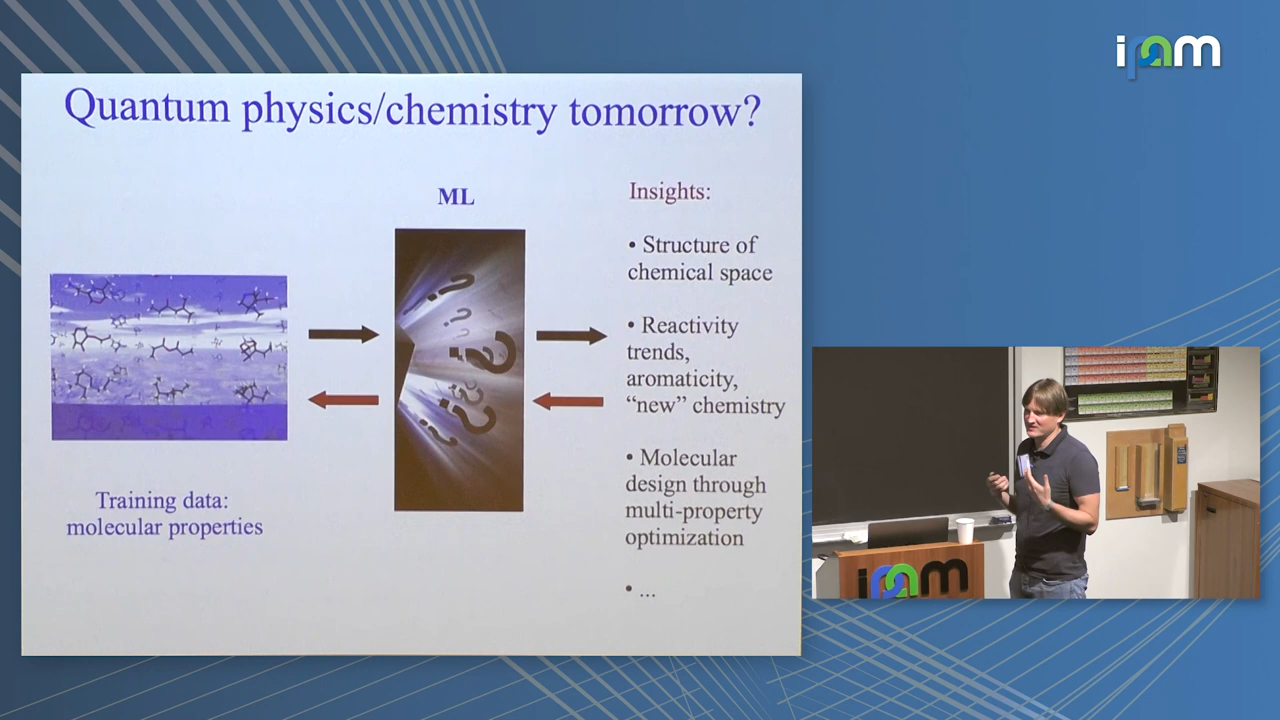 ipam
Quantum physics/chemistry tomorrow?
ML
Training data:
molecular properties
Insights:
• Structure of
chemical space
• Reactivity
trends,
aromaticity,
“new” chemistry
• Molecular
design through
multi-property
optimization
• ...
ipam